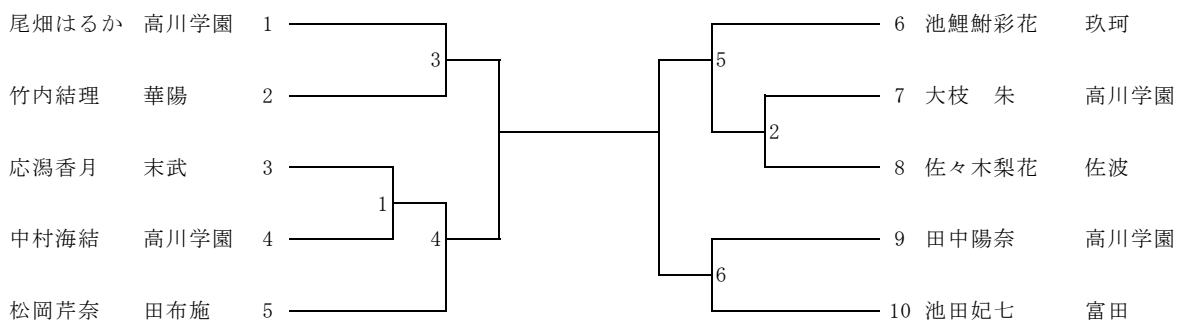 尾畑はるか 高川学園 1
竹内結理 華陽 2
応潟香月 末武 3
中村海結 高川学園 4
松岡芹奈 田布施 5
3
1
4
5
2
6
6 池鯉鮒彩花 玖珂
7 大枝 朱 高川学園
8 佐々木梨花 佐波
9 田中陽奈 高川学園
10 池田妃七 富田